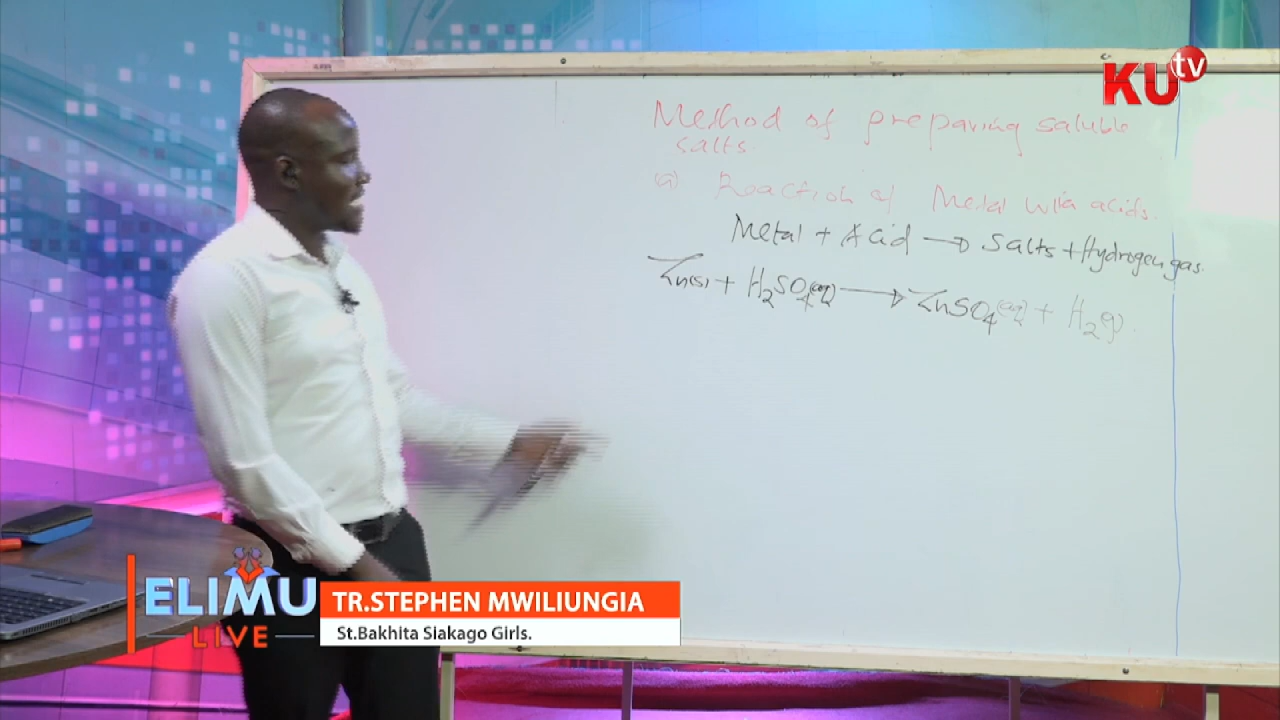 KU tv
Method of preparing saluble
salts.
(a) Reaction of Metal with acids.
Metal + Acid → Salts + Hydrogen gas.
Zn(s) + H₂SO₄(aq) → ZnSO₄(aq) + H₂(g).
ELIMU
LIVE
TR.STEPHEN MWILIUNGIA
St.Bakhita Siakago Girls.